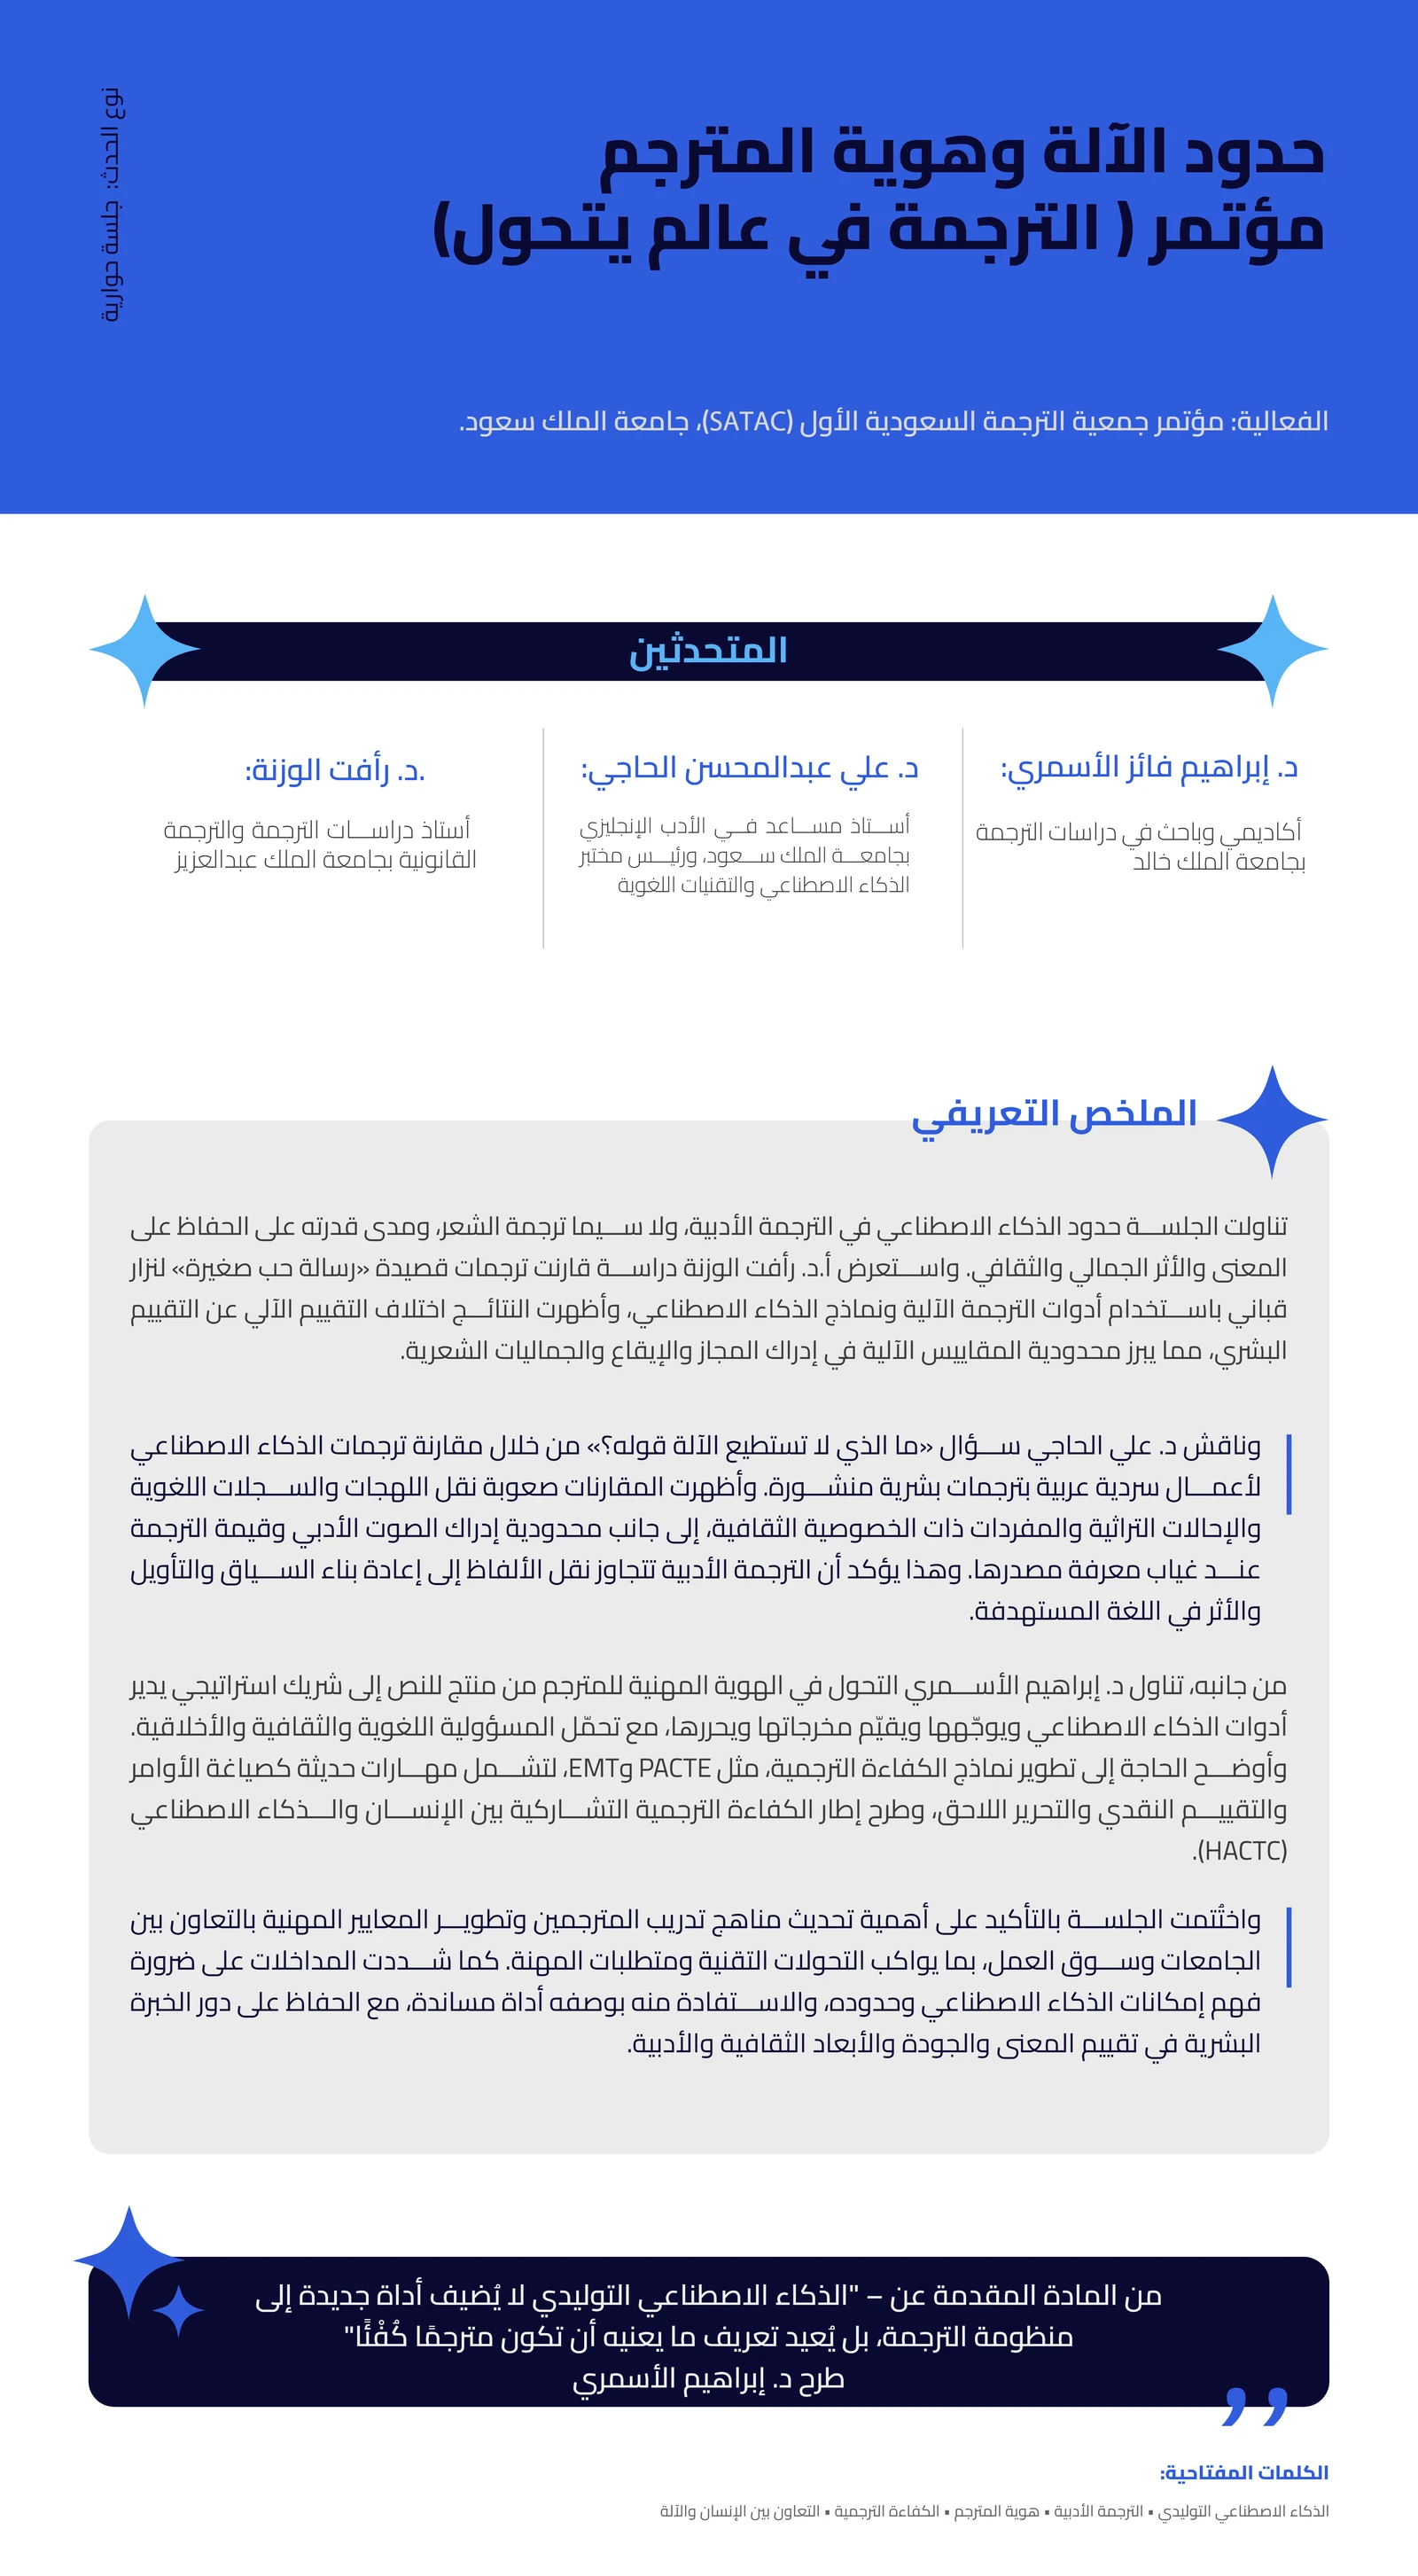 حدود الآلة وهوية المترجم
مؤتمر ( الترجمة في عالم يتحول)
نوع الحدث: جلسة حوارية
الفعالية: مؤتمر جمعية الترجمة السعودية الأول (SATAC)، جامعة الملك سعود.
المتحدثين
د. إبراهيم فائز الأسمري:
أكاديمي وباحث في دراسات الترجمة
بجامعة الملك خالد
د. علي عبدالمحسن الحاجي:
أستاذ مساعد في الأدب الإنجليزي
بجامعة الملك سعود، ورئيس مختبر
الذكاء الاصطناعي والتقنيات اللغوية
.د. رأفت الوزنة:
أستاذ دراسات الترجمة والترجمة
القانونية بجامعة الملك عبدالعزيز
الملخص التعريفي
تناولت الجلسة حدود الذكاء الاصطناعي في الترجمة الأدبية، ولا سيما ترجمة الشعر، ومدى قدرته على الحفاظ على
المعنى والأثر الجمالي والثقافي. واستعرض أ.د. رأفت الوزنة دراسة قارنت ترجمات قصيدة «رسالة حب صغيرة» لنزار
قباني باستخدام أدوات الترجمة الآلية ونماذج الذكاء الاصطناعي، وأظهرت النتائج اختلاف التقييم الآلي عن التقييم
البشري، مما يبرز محدودية المقاييس الآلية في إدراك المجاز والإيقاع والجماليات الشعرية.
وناقش د. علي الحاجي سؤال «ما الذي لا تستطيع الآلة قوله؟» من خلال مقارنة ترجمات الذكاء الاصطناعي
لأعمال سردية عربية بترجمات بشرية منشورة. وأظهرت المقارنات صعوبة نقل اللهجات والسجلات اللغوية
والإحالات التراثية والمفردات ذات الخصوصية الثقافية، إلى جانب محدودية إدراك الصوت الأدبي وقيمة الترجمة
عند غياب معرفة مصدرها. وهذا يؤكد أن الترجمة الأدبية تتجاوز نقل الألفاظ إلى إعادة بناء السياق والتأويل
والأثر في اللغة المستهدفة.
من جانبه، تناول د. إبراهيم الأسمري التحول في الهوية المهنية للمترجم من منتج للنص إلى شريك استراتيجي يدير
أدوات الذكاء الاصطناعي ويوجّهها ويقيّم مخرجاتها ويحررها، مع تحمّل المسؤولية اللغوية والثقافية والأخلاقية.
وأوضح الحاجة إلى تطوير نماذج الكفاءة الترجمية، مثل PACTE وEMT، لتشمل مهارات حديثة كصياغة الأوامر
والتقييم النقدي والتحرير اللاحق، وطرح إطار الكفاءة الترجمية التشاركية بين الإنسان والذكاء الاصطناعي
(HACTC).
واختُتمت الجلسة بالتأكيد على أهمية تحديث مناهج تدريب المترجمين وتطوير المعايير المهنية بالتعاون بين
الجامعات وسوق العمل، بما يواكب التحولات التقنية ومتطلبات المهنة. كما شددت المداخلات على ضرورة
فهم إمكانات الذكاء الاصطناعي وحدوده، والاستفادة منه بوصفه أداة مساندة، مع الحفاظ على دور الخبرة
البشرية في تقييم المعنى والجودة والأبعاد الثقافية والأدبية.
من المادة المقدمة عن – "الذكاء الاصطناعي التوليدي لا يُضيف أداة جديدة إلى
منظومة الترجمة، بل يُعيد تعريف ما يعنيه أن تكون مترجمًا كُفْئًا"
طرح د. إبراهيم الأسمري
الكلمات المفتاحية:
الذكاء الاصطناعي التوليدي • الترجمة الأدبية • هوية المترجم • الكفاءة الترجمية • التعاون بين الإنسان والآلة